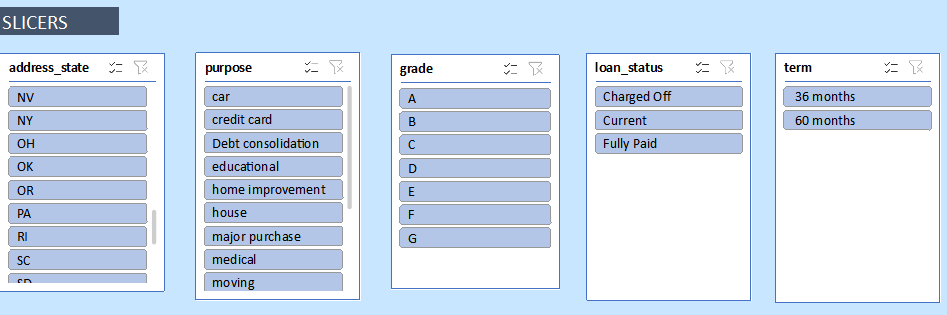 SLICERS
address_state
NV
NY
OH
OK
OR
PA
RI
SC
SD
purpose
car
credit card
Debt consolidation
educational
home improvement
house
major purchase
medical
moving
grade
A
B
C
D
E
F
G
loan_status
Charged Off
Current
Fully Paid
term
36 months
60 months